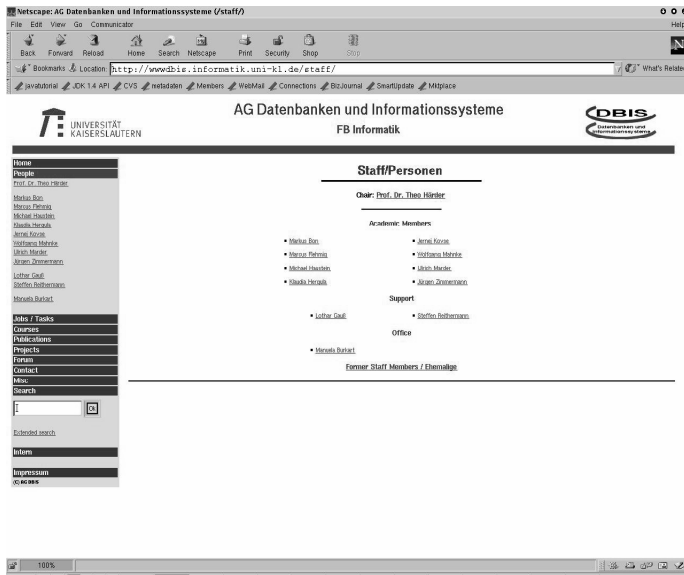 Netscape: AG Datenbanken und Informationssysteme (/staff/)
File Edit View Go Communicator Help
Back Forward Reload Home Search Netscape Print Security Shop Stop
Bookmarks Location: http://wwwdbis.informatik.uni-kl.de/staff/ What's Relate
javatutorial JDK 1.4 API CVS metadaten Members WebMail Connections BizJournal SmartUpdate Mktplace
UNIVERSITÄT
KAISERSLAUTERN
AG Datenbanken und Informationssysteme
FB Informatik
DBIS
Datenbanken und
Informationssysteme
Home
People
Prof. Dr. Theo Härder
Markus Bon
Marcus Flehmig
Michael Haustein
Klaudia Hergula
Jernej Kovse
Wolfgang Mahnke
Ulrich Marder
Jürgen Zimmermann
Lothar Gauß
Steffen Reithermann
Manuela Burkart
Jobs / Tasks
Courses
Publications
Projects
Forum
Contact
Misc
Search
Ok
Extended search
Intern
Impressum
(C) AG DBIS
Staff/Personen
Chair: Prof. Dr. Theo Härder
Academic Members
Markus Bon Jernej Kovse
Marcus Flehmig Wolfgang Mahnke
Michael Haustein Ulrich Marder
Klaudia Hergula Jürgen Zimmermann
Support
Lothar Gauß Steffen Reithermann
Office
Manuela Burkart
Former Staff Members / Ehemalige
100%